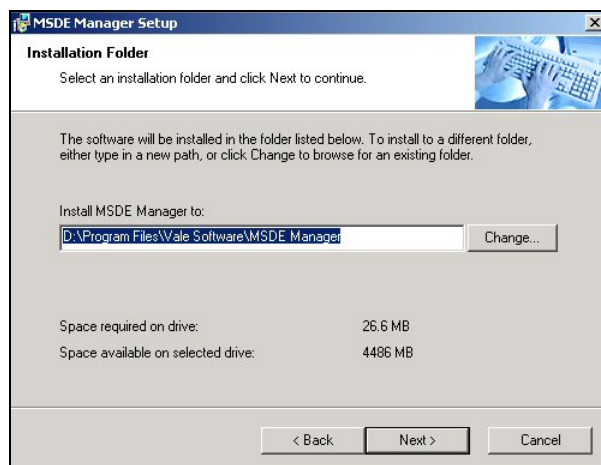 MSDE Manager Setup
Installation Folder
Select an installation folder and click Next to continue.
The software will be installed in the folder listed below. To install to a different folder,
either type in a new path, or click Change to browse for an existing folder.
Install MSDE Manager to:
D:\Program Files\Vale Software\MSDE Manager
Change...
Space required on drive: 26.6 MB
Space available on selected drive: 4486 MB
< Back Next > Cancel